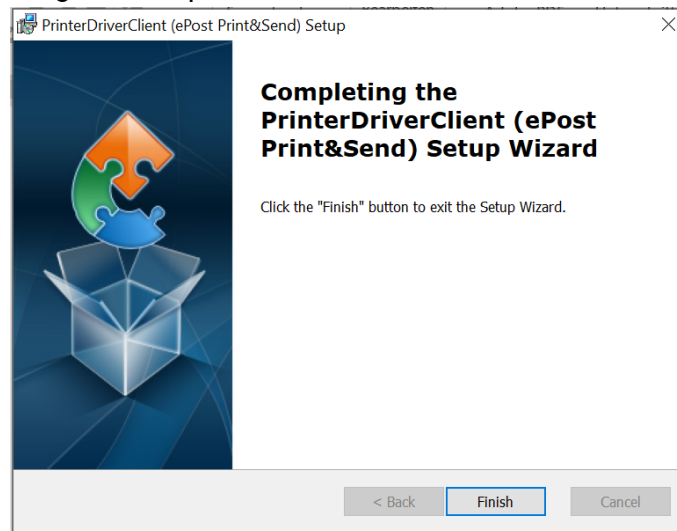 PrinterDriverClient (ePost Print&Send) Setup
Completing the
PrinterDriverClient (ePost
Print&Send) Setup Wizard
Click the "Finish" button to exit the Setup Wizard.
< Back
Finish
Cancel